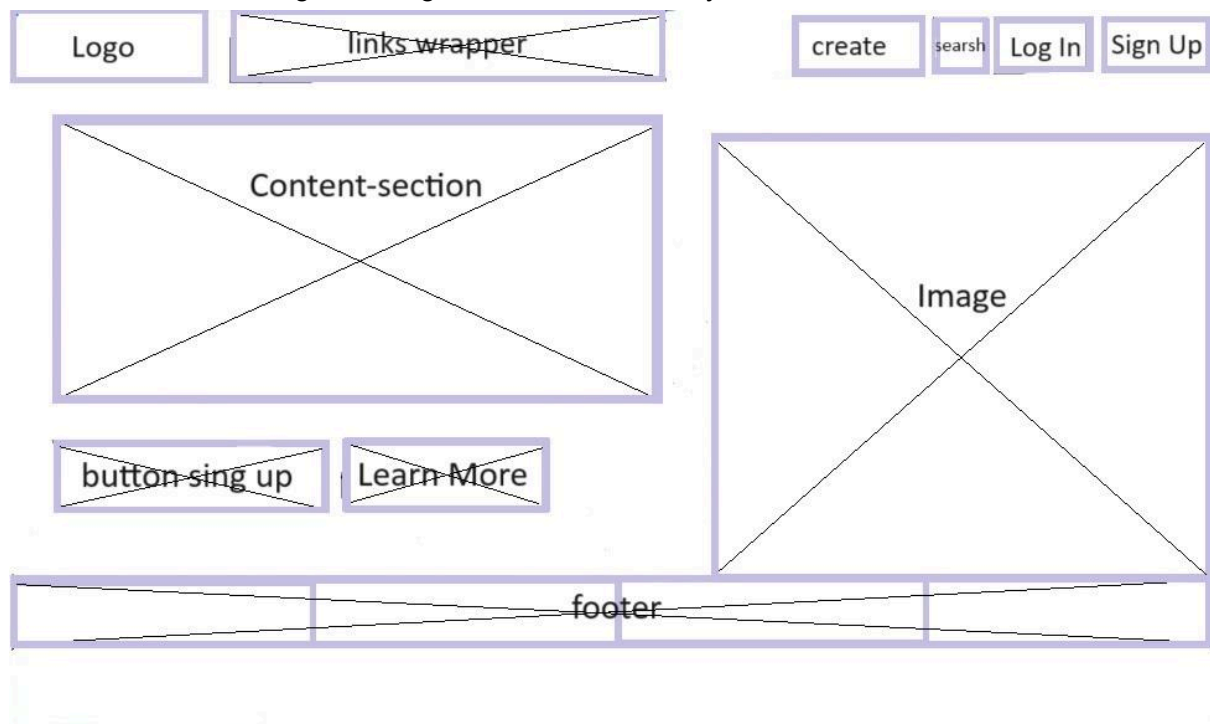 Logo
links wrapper
create
searsh
Log In
Sign Up
Content-section
Image
button sing up
Learn More
footer